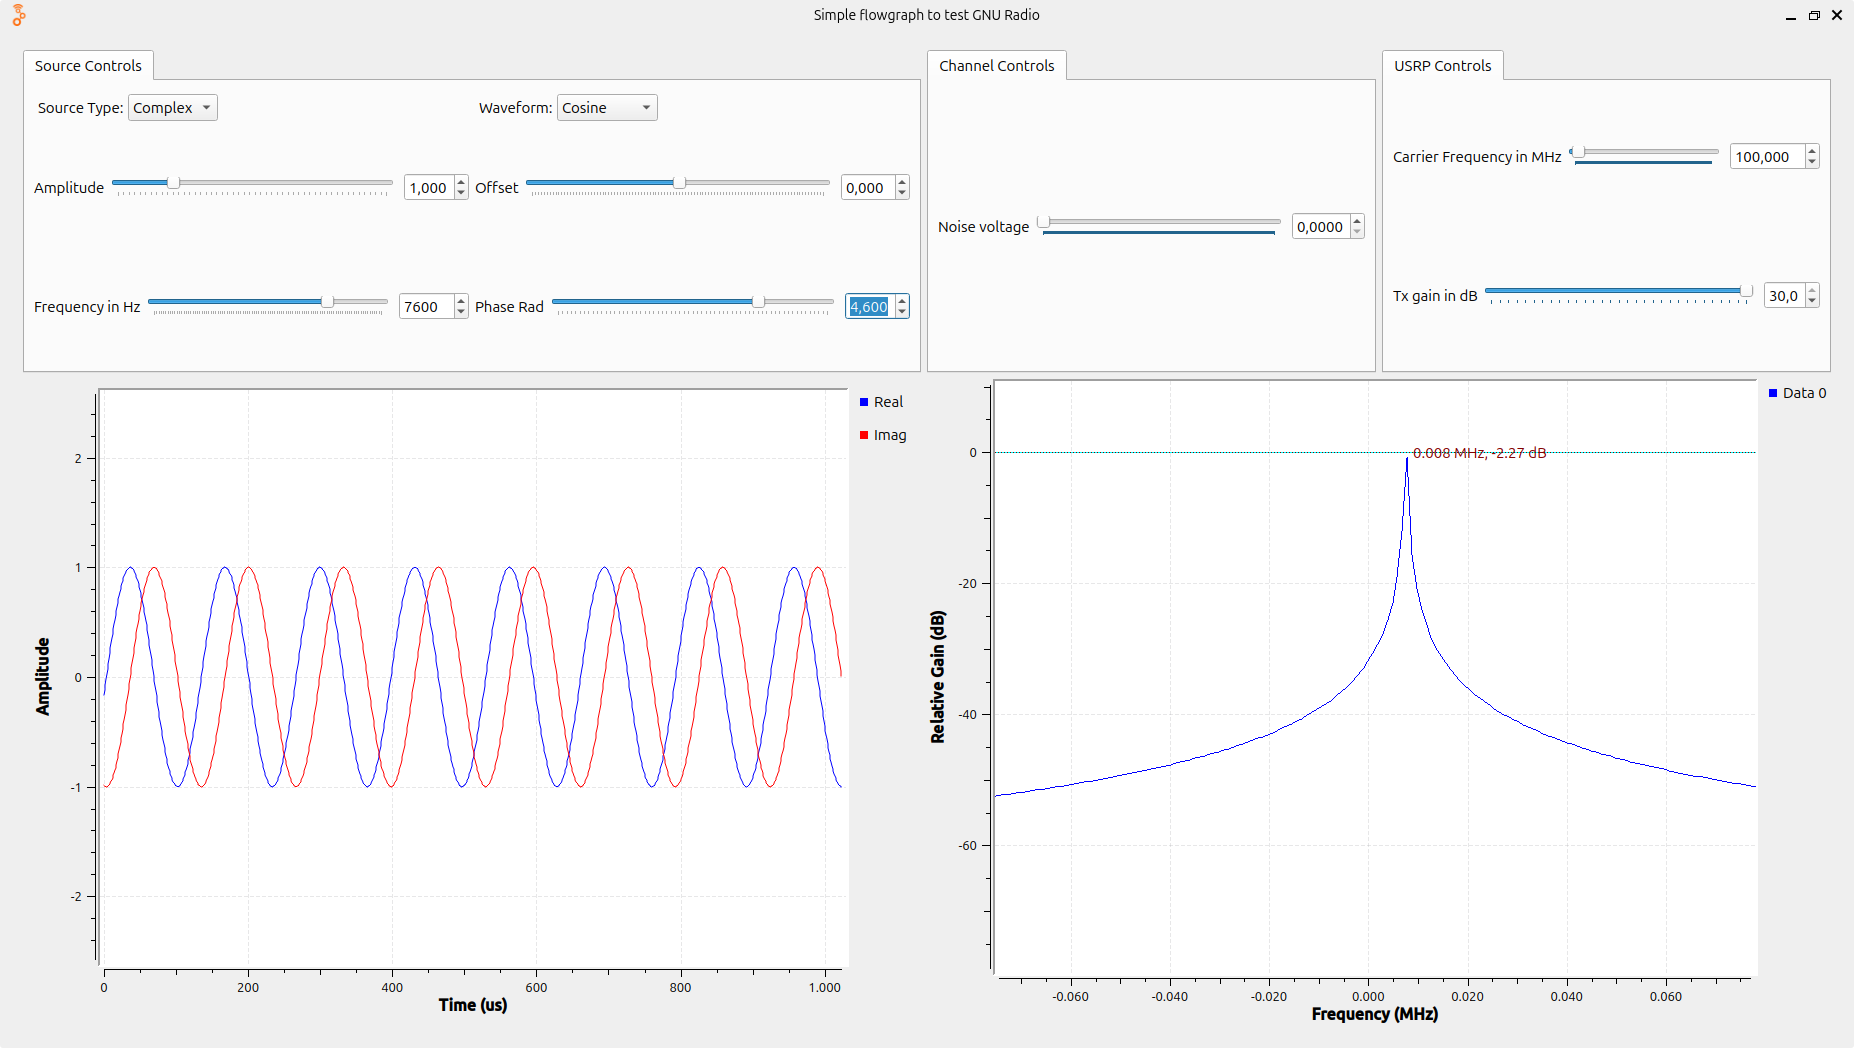 Simple flowgraph to test GNU Radio
Source Controls
Source Type: Complex
Waveform: Cosine
Amplitude 1,000
Offset 0,000
Frequency in Hz 7600
Phase Rad 4,600
Channel Controls
Noise voltage 0,0000
USRP Controls
Carrier Frequency in MHz 100,000
Tx gain in dB 30,0
Real
Imag
2
1
0
-1
-2
Amplitude
0 200 400 600 800 1.000
Time (us)
Data 0
0.008 MHz, -2.27 dB
0
-20
-40
-60
Relative Gain (dB)
-0.060 -0.040 -0.020 0.000 0.020 0.040 0.060
Frequency (MHz)